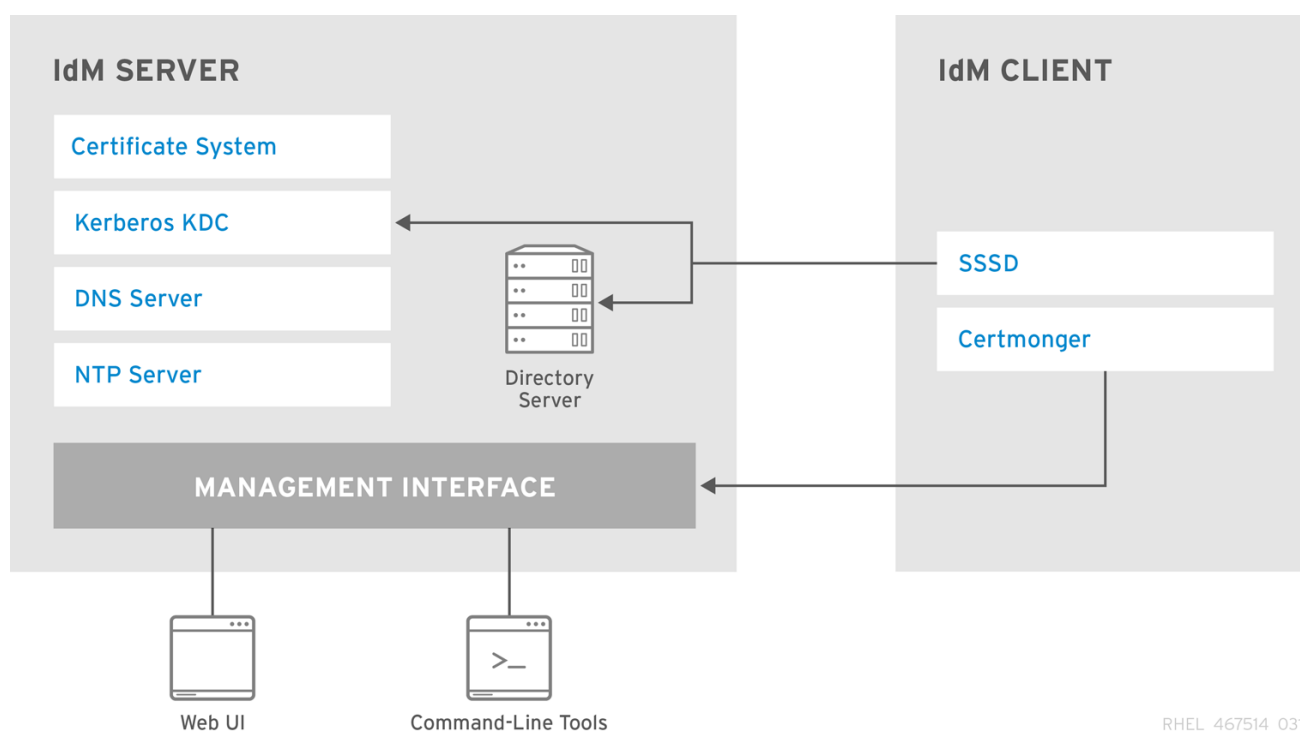 IdM SERVER
Certificate System
Kerberos KDC
DNS Server
NTP Server
Directory
Server
MANAGEMENT INTERFACE
>_
Web UI
Command-Line Tools
IdM CLIENT
SSSD
Certmonger
RHEL 467514 03